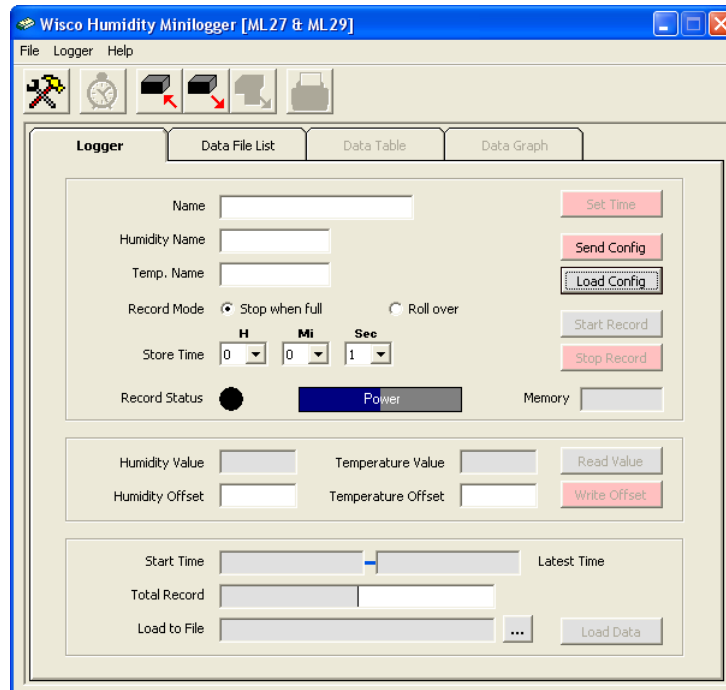 Wisco Humidity Minilogger [ML27 & ML29]
File Logger Help
Logger Data File List Data Table Data Graph
Name Set Time
Humidity Name Send Config
Temp. Name Load Config
Record Mode Stop when full Roll over Start Record
H Mi Sec
Store Time 0 0 1 Stop Record
Record Status Power Memory
Humidity Value Temperature Value Read Value
Humidity Offset Temperature Offset Write Offset
Start Time Latest Time
Total Record
Load to File ... Load Data